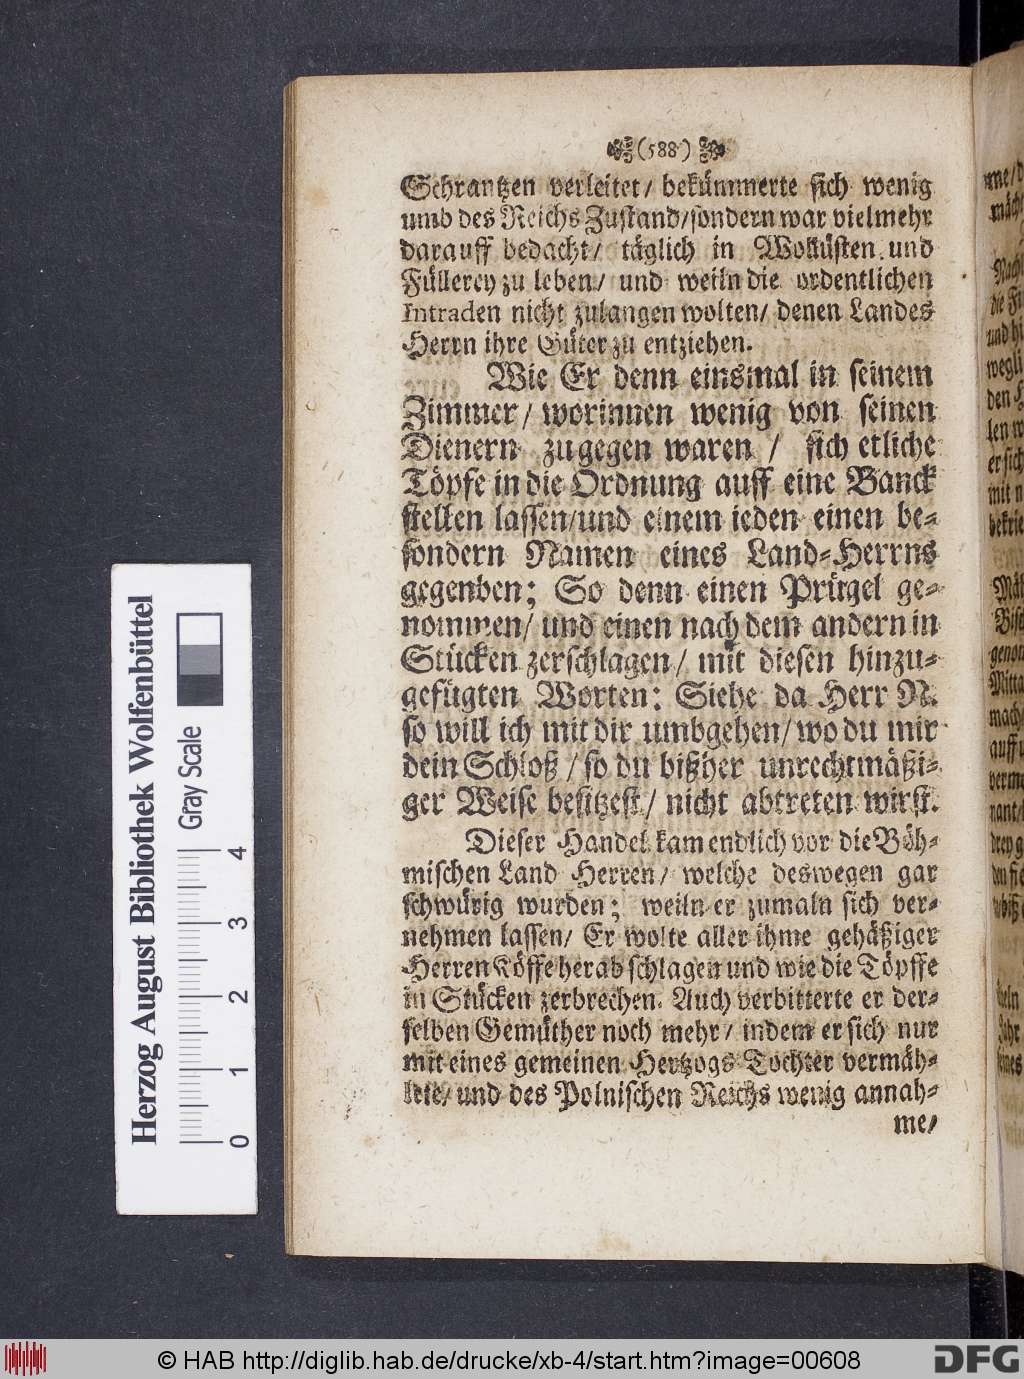 (588)
Schrantzen verleitet/ bekümmerte sich wenig
umb des Reichs Zustand/sondern war vielmehr
darauff bedacht/ täglich in Wollüsten und
Füllerey zu leben/ und weiln die ordentlichen
Intraden nicht zulangen wolten/ denen Landes
Herrn ihre Güter zu entziehen.
Wie Er denn einsmal in seinem
Zimmer/ worinnen wenig von seinen
Dienern zugegen waren / sich etliche
Töpfe in die Ordnung auff eine Banck
stellen lassen/und einem ieden einen be-
sondern Namen eines Land-Herrns
gegenben; So denn einen Prügel ge-
nommen/ und einen nach dem andern in
Stücken zerschlagen/ mit diesen hinzu-
gefügten Worten: Siehe da Herr N.
so will ich mit dir umbgehen/ wo du mir
dein Schloß / so du bißher unrechtmäßi-
ger Weise besitzest/ nicht abtreten wirst.
Dieser Handel kam endlich vor die Böh-
mischen Land Herren/ welche deswegen gar
schwürig wurden; weiln er zumaln sich ver-
nehmen lassen/ Er wolte aller ihme gehäßiger
Herren Köffe herab schlagen und wie die Töpffe
in Stücken zerbrechen. Auch verbitterte er der-
selben Gemüther noch mehr/ indem er sich nur
mit eines gemeinen Hertzogs Tochter vermäh-
lete/ und des Polnischen Reichs wenig annah-
me/
Herzog August Bibliothek Wolfenbüttel
Gray Scale
0 1 2 3 4
© HAB http://diglib.hab.de/drucke/xb-4/start.htm?image=00608
DFG